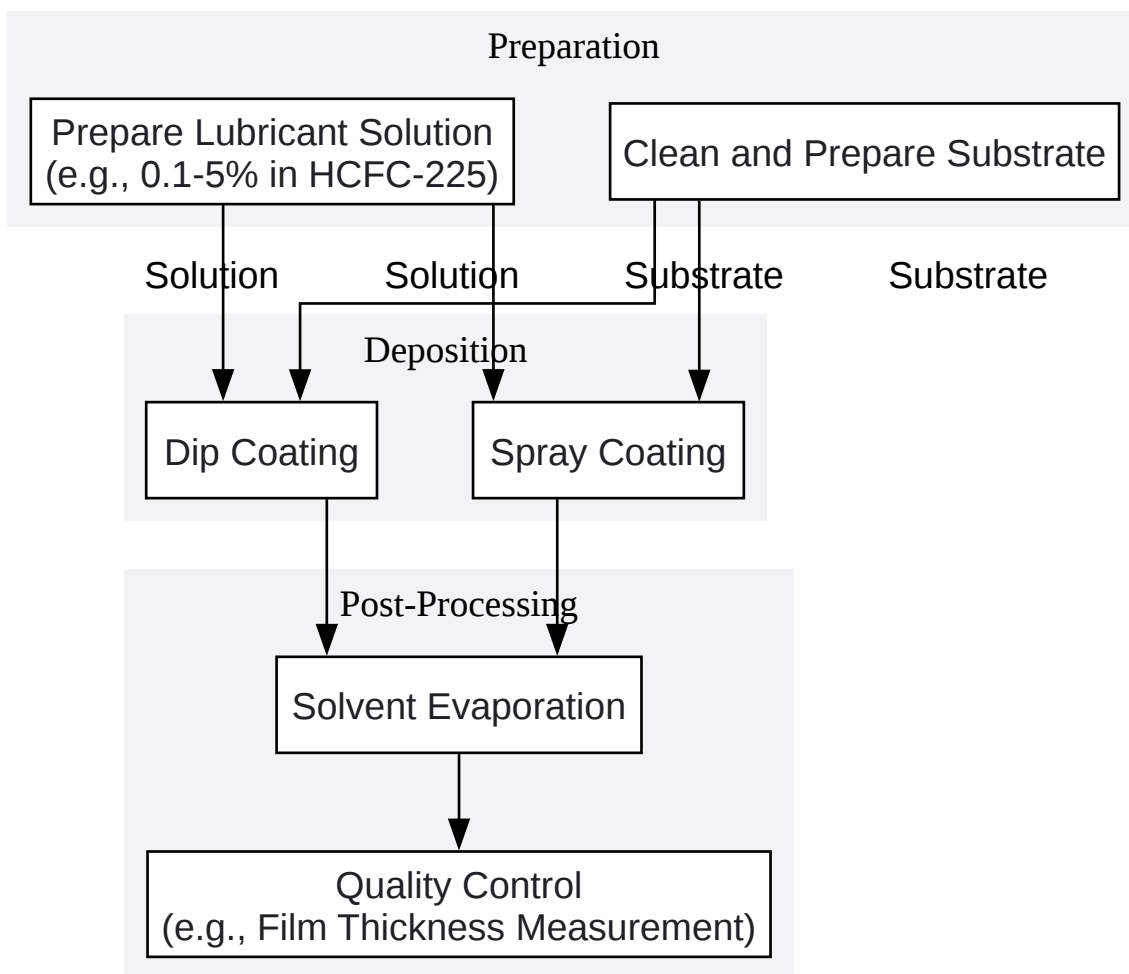 Preparation
Prepare Lubricant Solution
(e.g., 0.1-5% in HCFC-225)
Clean and Prepare Substrate
Solution
Solution
Substrate
Substrate
Deposition
Dip Coating
Spray Coating
Post-Processing
Solvent Evaporation
Quality Control
(e.g., Film Thickness Measurement)